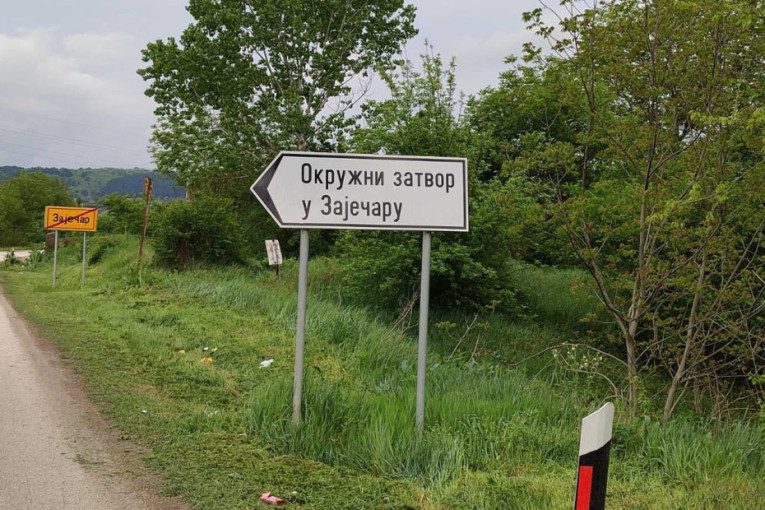 Окружни затвор
у Зајечару
Зајечар